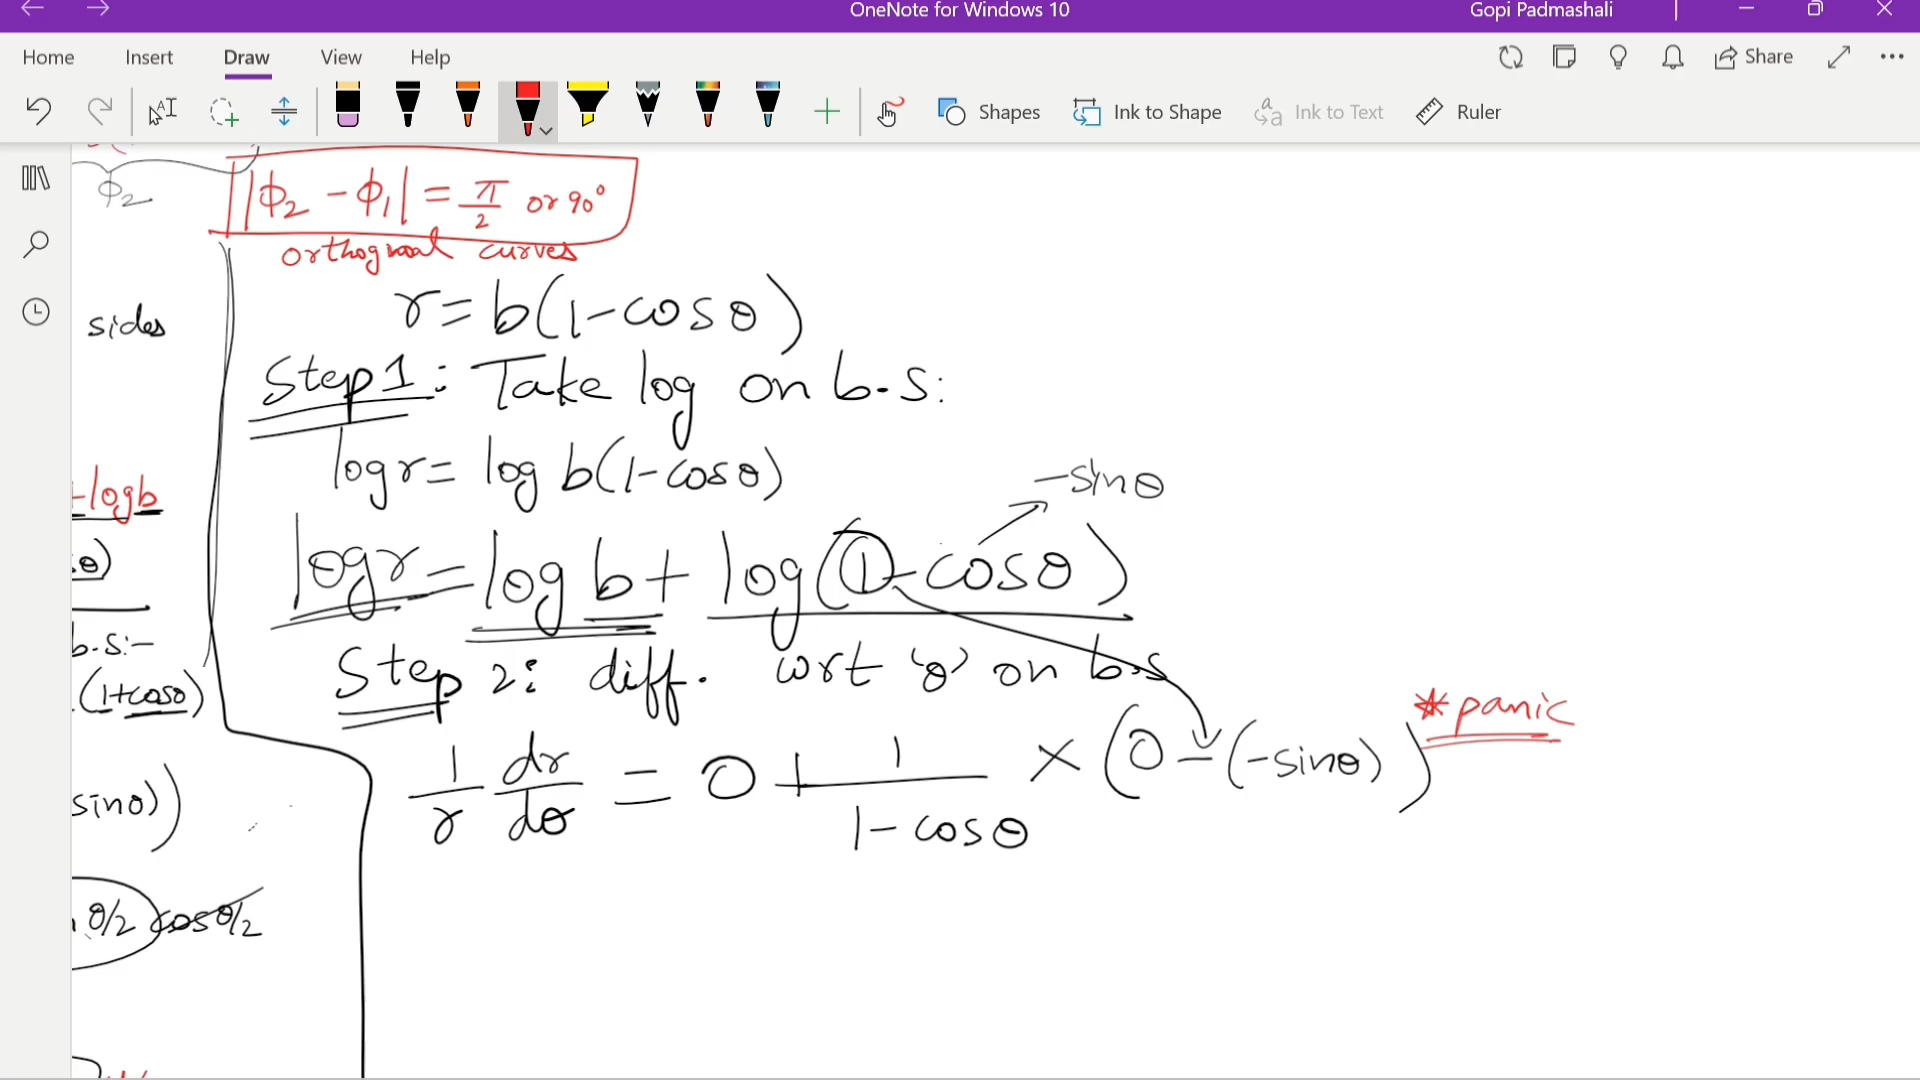 OneNote for Windows 10
Gopi Padmashali
Home Insert Draw View Help
Share
Shapes Ink to Shape Ink to Text Ruler
ϕ₂
|ϕ₂ - ϕ₁| = π/2 or 90°
orthognoal curves
r = b(1-cosθ)
Step 1: Take log on b.s:
log r = log b(1-cosθ)
-sinθ
log r = log b + log(1-cosθ)
Step 2: diff. wrt 'θ' on b.s
1/r dr/dθ = 0 + 1/(1-cosθ) × (0-(-sinθ))
* panic
sides
+logb
θ)
b.s:-
(1+cosθ)
sinθ))
θ/2 cosθ/2